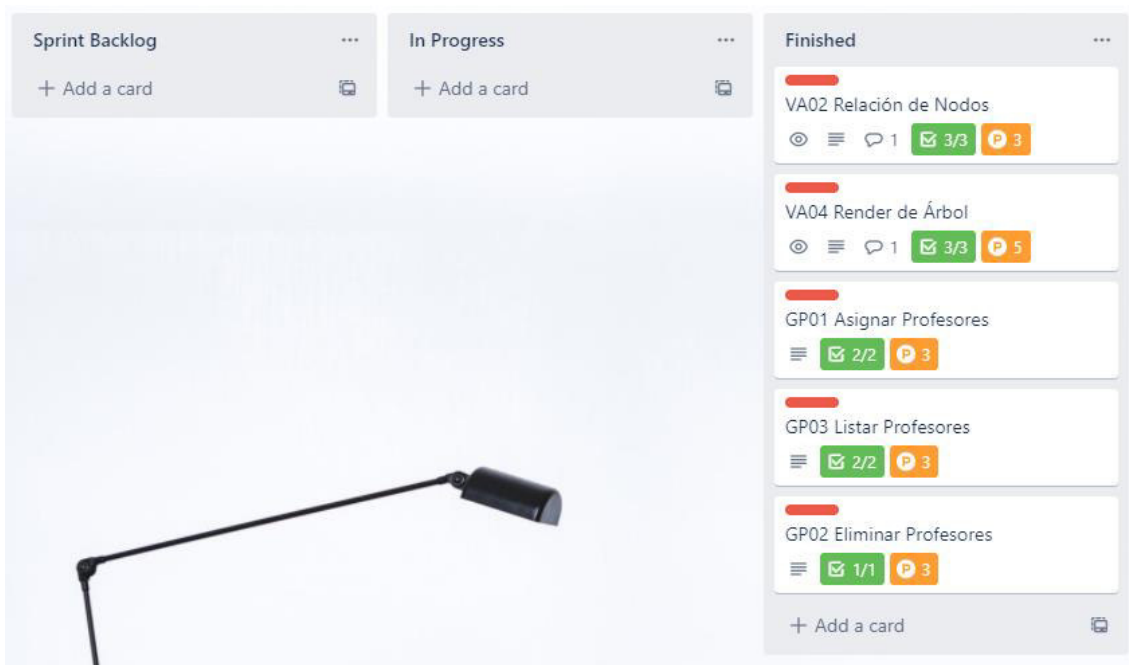 Sprint Backlog
+ Add a card
In Progress
+ Add a card
Finished
VA02 Relación de Nodos
1 3/3 P 3
VA04 Render de Árbol
1 3/3 P 5
GP01 Asignar Profesores
2/2 P 3
GP03 Listar Profesores
2/2 P 3
GP02 Eliminar Profesores
1/1 P 3
+ Add a card